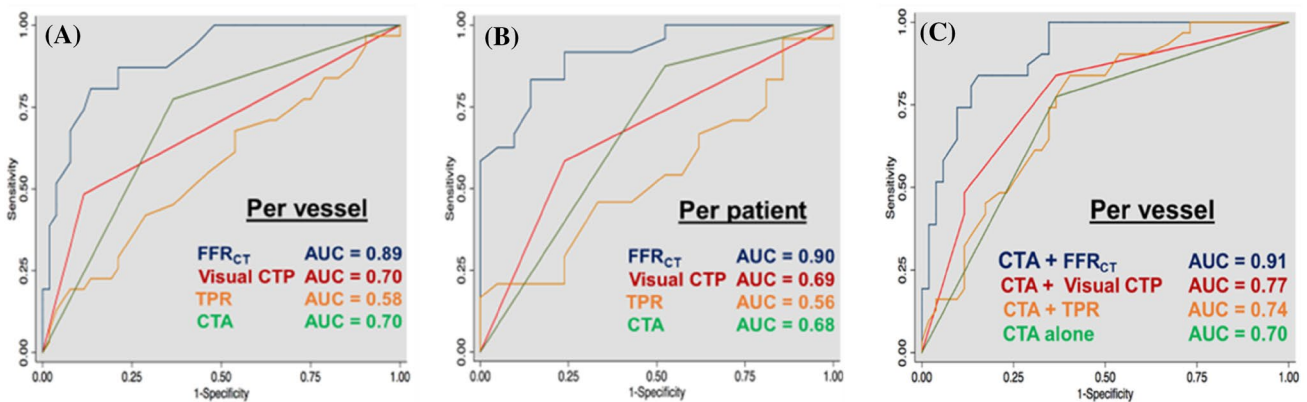 (A)
1.00
0.75
0.50
0.25
0.00
Sensitivity
Per vessel
FFRCT AUC = 0.89
Visual CTP AUC = 0.70
TPR AUC = 0.58
CTA AUC = 0.70
0.00 0.25 0.50 0.75 1.00
1-Specificity
(B)
1.00
0.75
0.50
0.25
0.00
Sensitivity
Per patient
FFRCT AUC = 0.90
Visual CTP AUC = 0.69
TPR AUC = 0.56
CTA AUC = 0.68
0.00 0.25 0.50 0.75 1.00
1-Specificity
(C)
1.00
0.75
0.50
0.25
0.00
Sensitivity
Per vessel
CTA + FFRCT AUC = 0.91
CTA + Visual CTP AUC = 0.77
CTA + TPR AUC = 0.74
CTA alone AUC = 0.70
0.00 0.25 0.50 0.75 1.00
1-Specificity